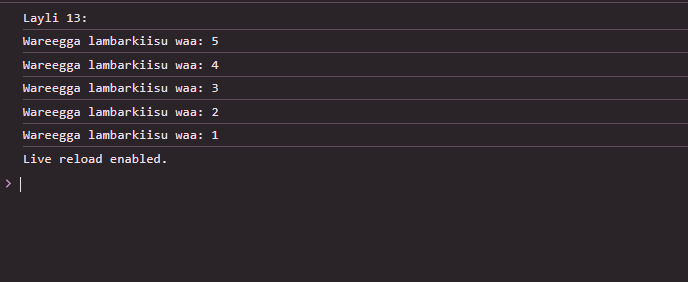 Layli 13:
Wareegga lambarkiisu waa: 5
Wareegga lambarkiisu waa: 4
Wareegga lambarkiisu waa: 3
Wareegga lambarkiisu waa: 2
Wareegga lambarkiisu waa: 1
Live reload enabled.